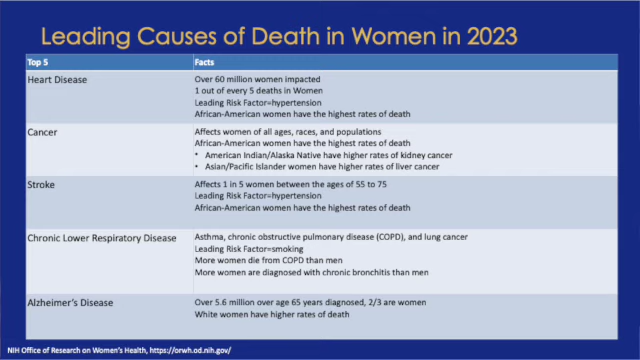 Leading Causes of Death in Women in 2023
Top 5 Facts
Heart Disease Over 60 million women impacted
1 out of every 5 deaths in Women
Leading Risk Factor=hypertension
African-American women have the highest rates of death
Cancer Affects women of all ages, races, and populations
African-American women have the highest rates of death
• American Indian/Alaska Native have higher rates of kidney cancer
• Asian/Pacific Islander women have higher rates of liver cancer
Stroke Affects 1 in 5 women between the ages of 55 to 75
Leading Risk Factor=hypertension
African-American women have the highest rates of death
Chronic Lower Respiratory Disease Asthma, chronic obstructive pulmonary disease (COPD), and lung cancer
Leading Risk Factor=smoking
More women die from COPD than men
More women are diagnosed with chronic bronchitis than men
Alzheimer's Disease Over 5.6 million over age 65 years diagnosed, 2/3 are women
White women have higher rates of death
NIH Office of Research on Women's Health, https://orwh.od.nih.gov/